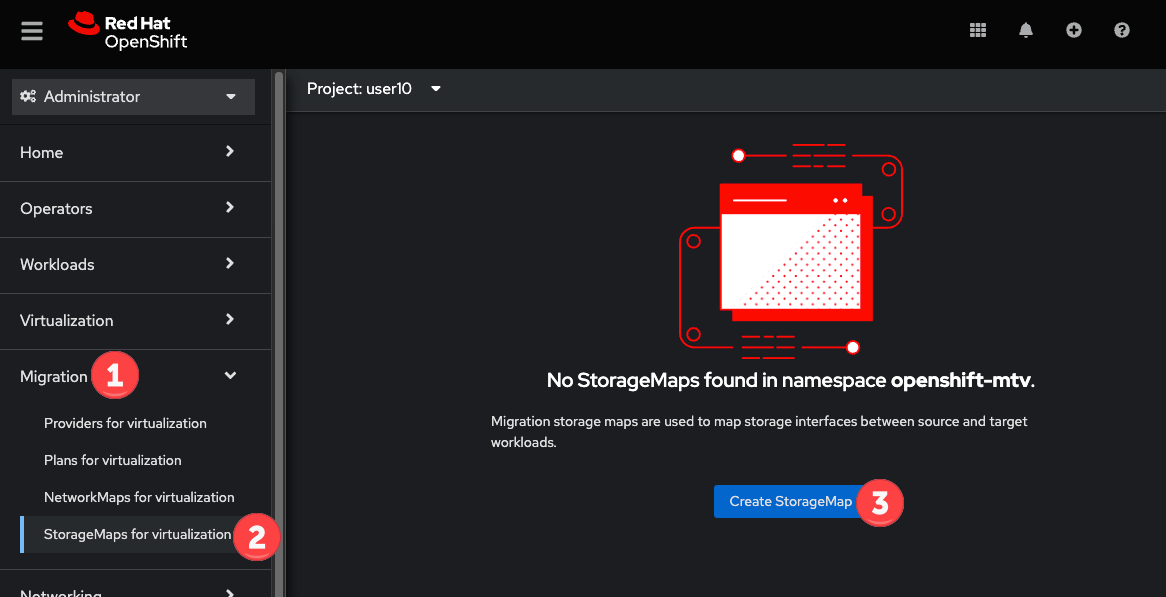 Red Hat
OpenShift
Administrator
Project: user10
Home
Operators
Workloads
Virtualization
Migration 1
Providers for virtualization
Plans for virtualization
NetworkMaps for virtualization
StorageMaps for virtualization 2
Networking
No StorageMaps found in namespace openshift-mtv.
Migration storage maps are used to map storage interfaces between source and target
workloads.
Create StorageMap 3